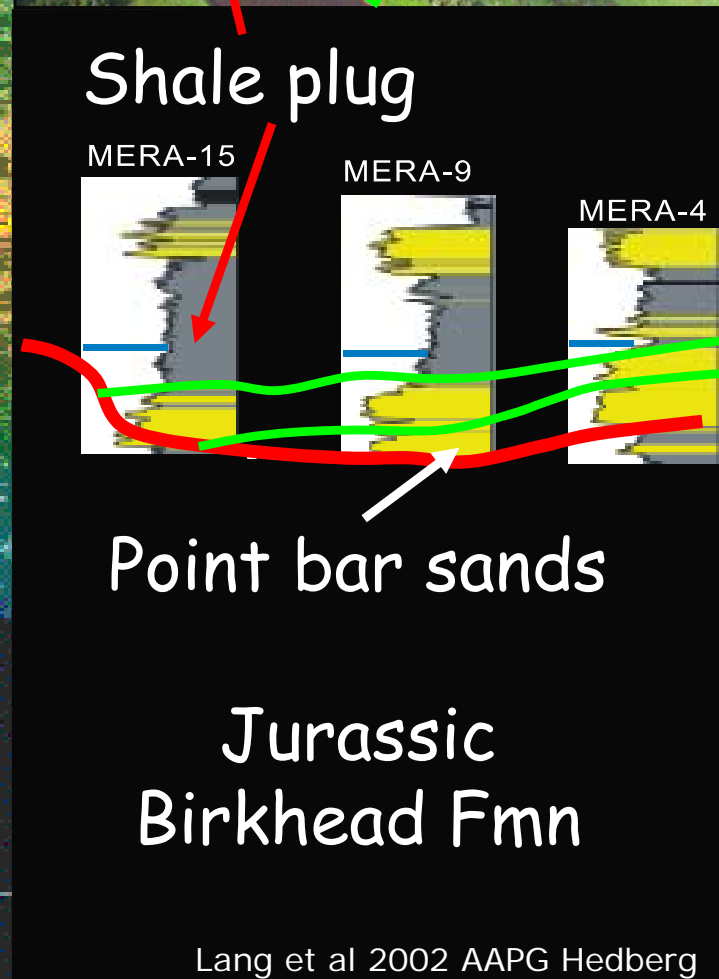 Shale plug
MERA-15
MERA-9
MERA-4
Point bar sands
Jurassic
Birkhead Fmn
Lang et al 2002 AAPG Hedberg